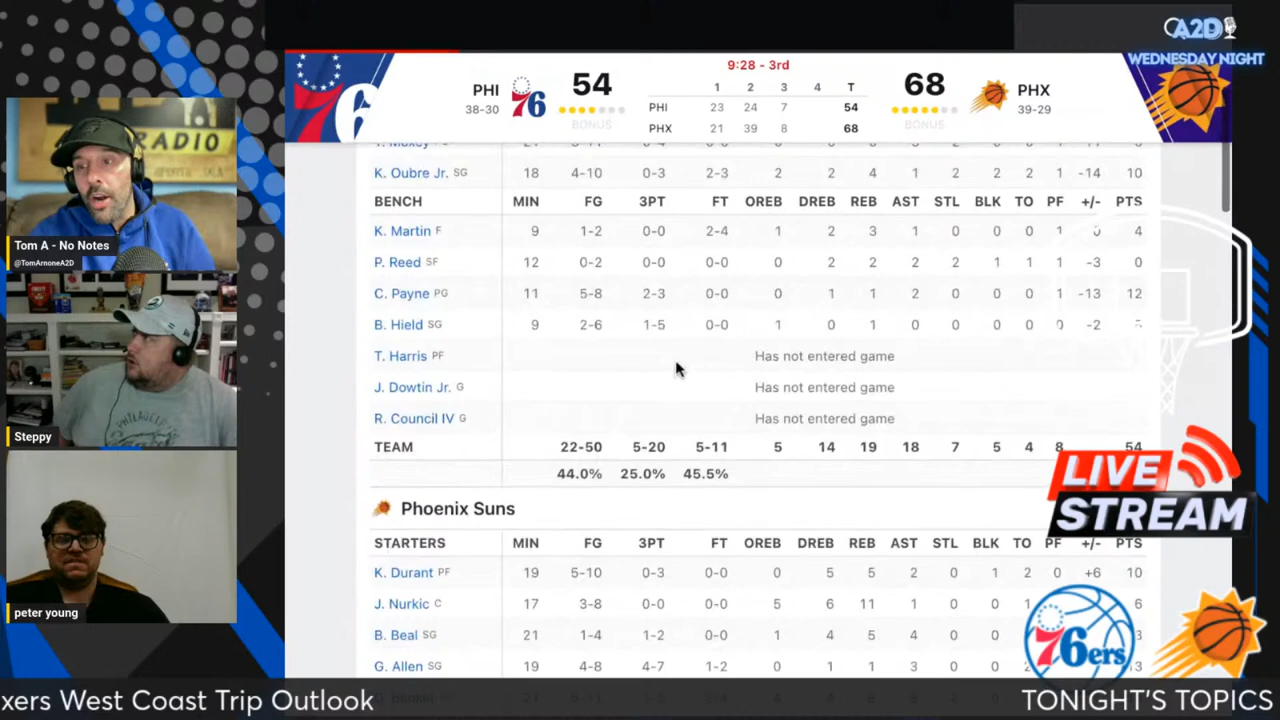 A2D
WEDNESDAY NIGHT
9:28 - 3rd
PHI 54 68 PHX
38-30 39-29
76
BONUS BONUS
1 2 3 4 T
PHI 23 24 7 54
PHX 21 39 8 68
K. Oubre Jr. SG 18 4-10 0-3 2-3 2 2 4 1 2 2 2 1 -14 10
BENCH MIN FG 3PT FT OREB DREB REB AST STL BLK TO PF +/- PTS
K. Martin F 9 1-2 0-0 2-4 1 2 3 1 0 0 0 1 0 4
P. Reed SF 12 0-2 0-0 0-0 0 2 2 2 2 1 1 1 -3 0
C. Payne PG 11 5-8 2-3 0-0 0 1 1 2 0 0 0 1 -13 12
B. Hield SG 9 2-6 1-5 0-0 1 0 1 0 0 0 0 0 -2
T. Harris PF Has not entered game
J. Dowtin Jr. G Has not entered game
R. Council IV G Has not entered game
TEAM 22-50 5-20 5-11 5 14 19 18 7 5 4 8 54
44.0% 25.0% 45.5%
Phoenix Suns
STARTERS MIN FG 3PT FT OREB DREB REB AST STL BLK TO PF +/- PTS
K. Durant PF 19 5-10 0-3 0-0 0 5 5 2 0 1 2 0 +6 10
J. Nurkic C 17 3-8 0-0 0-0 5 6 11 1 0 0 1 6
B. Beal SG 21 1-4 1-2 0-0 1 4 5 4 0 0 3
G. Allen SG 19 4-8 4-7 1-2 0 1 1 3 0 0 13
RADIO
Tom A - No Notes
@TomArnoneA2D
PHILADELPHIA
Steppy
peter young
LIVE
STREAM
76ers
xers West Coast Trip Outlook
TONIGHT'S TOPICS